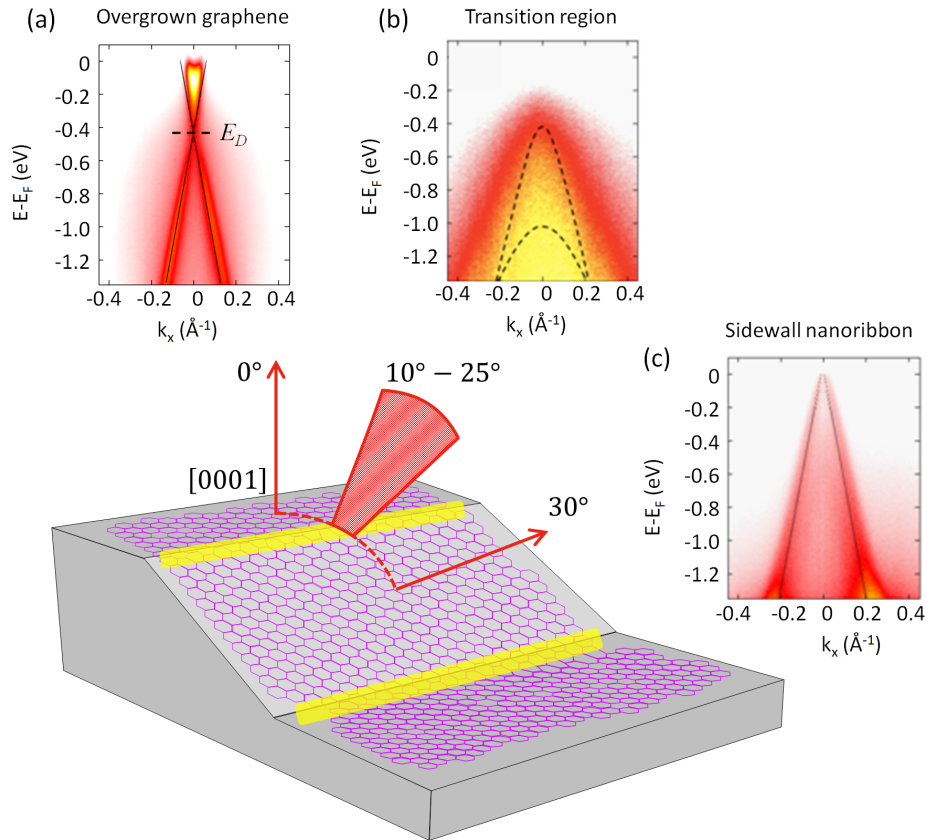 (a)
Overgrown graphene
0
-0.2
-0.4
-0.6
-0.8
-1.0
-1.2
E-E_F (eV)
E_D
-0.4 -0.2 0 0.2 0.4
k_x (Å⁻¹)
(b)
Transition region
0
-0.2
-0.4
-0.6
-0.8
-1.0
-1.2
E-E_F (eV)
-0.4 -0.2 0 0.2 0.4
k_x (Å⁻¹)
Sidewall nanoribbon
(c)
0
-0.2
-0.4
-0.6
-0.8
-1.0
-1.2
E-E_F (eV)
-0.4 -0.2 0 0.2 0.4
k_x (Å⁻¹)
0°
10° − 25°
[0001]
30°